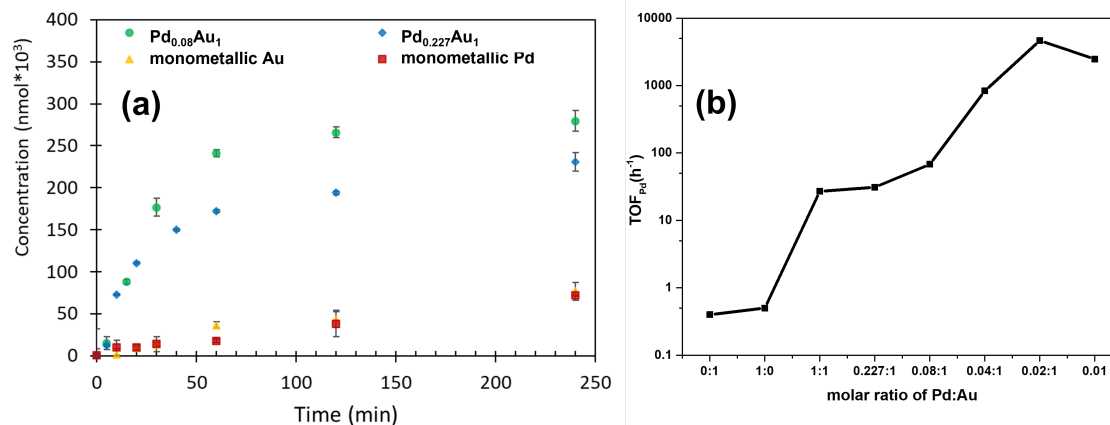 Pd0.08Au1
Pd0.227Au1
monometallic Au
monometallic Pd
(a)
Concentration (nmol*10³)
400
350
300
250
200
150
100
50
0
0 50 100 150 200 250
Time (min)
(b)
TOFPd(h⁻¹)
10000
1000
100
10
1
0.1
0:1 1:0 1:1 0.227:1 0.08:1 0.04:1 0.02:1 0.01
molar ratio of Pd:Au